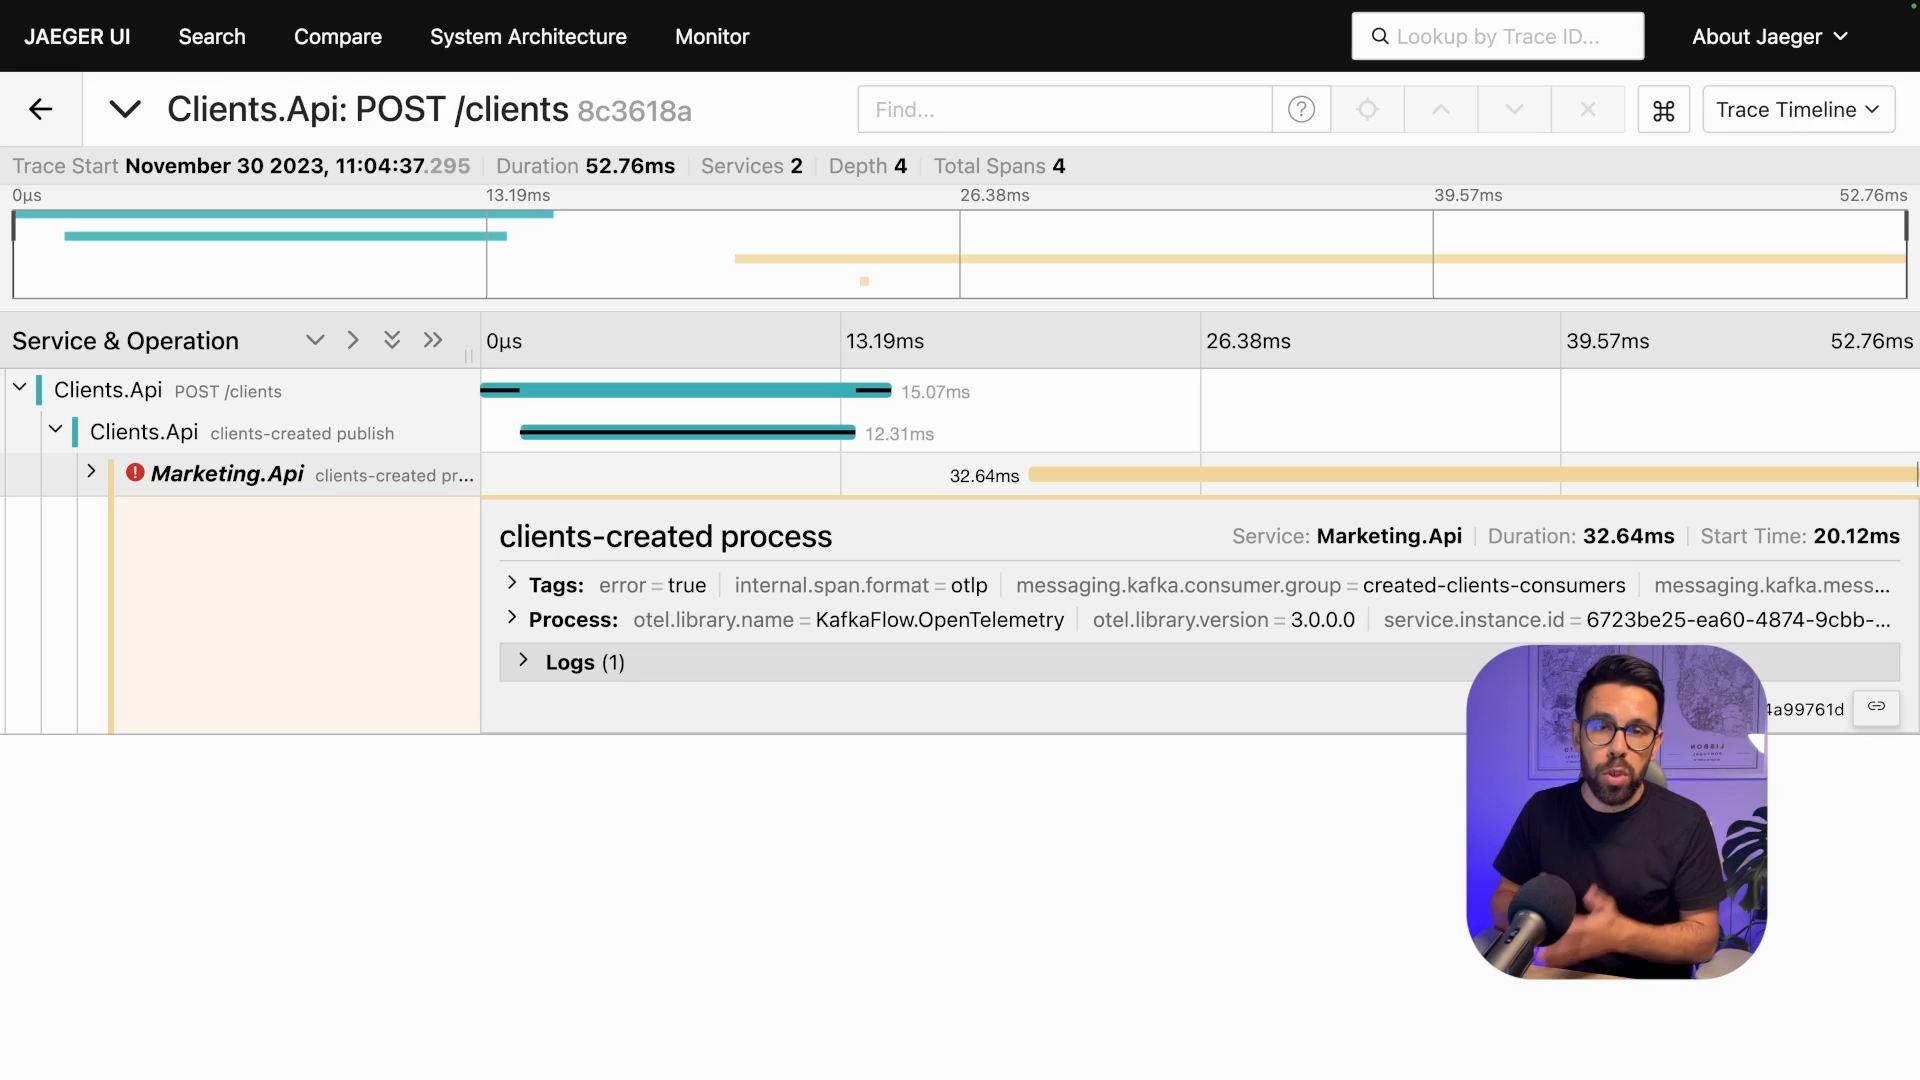 JAEGER UI Search Compare System Architecture Monitor Lookup by Trace ID... About Jaeger
Clients.Api: POST /clients 8c3618a Find... Trace Timeline
Trace Start November 30 2023, 11:04:37.295 Duration 52.76ms Services 2 Depth 4 Total Spans 4
0μs 13.19ms 26.38ms 39.57ms 52.76ms
Service & Operation 0μs 13.19ms 26.38ms 39.57ms 52.76ms
Clients.Api POST /clients 15.07ms
Clients.Api clients-created publish 12.31ms
Marketing.Api clients-created pr... 32.64ms
clients-created process Service: Marketing.Api Duration: 32.64ms Start Time: 20.12ms
Tags: error = true internal.span.format = otlp messaging.kafka.consumer.group = created-clients-consumers messaging.kafka.mess...
Process: otel.library.name = KafkaFlow.OpenTelemetry otel.library.version = 3.0.0.0 service.instance.id = 6723be25-ea60-4874-9cbb-...
Logs (1)
4a99761d
LISBON
PORTUGAL